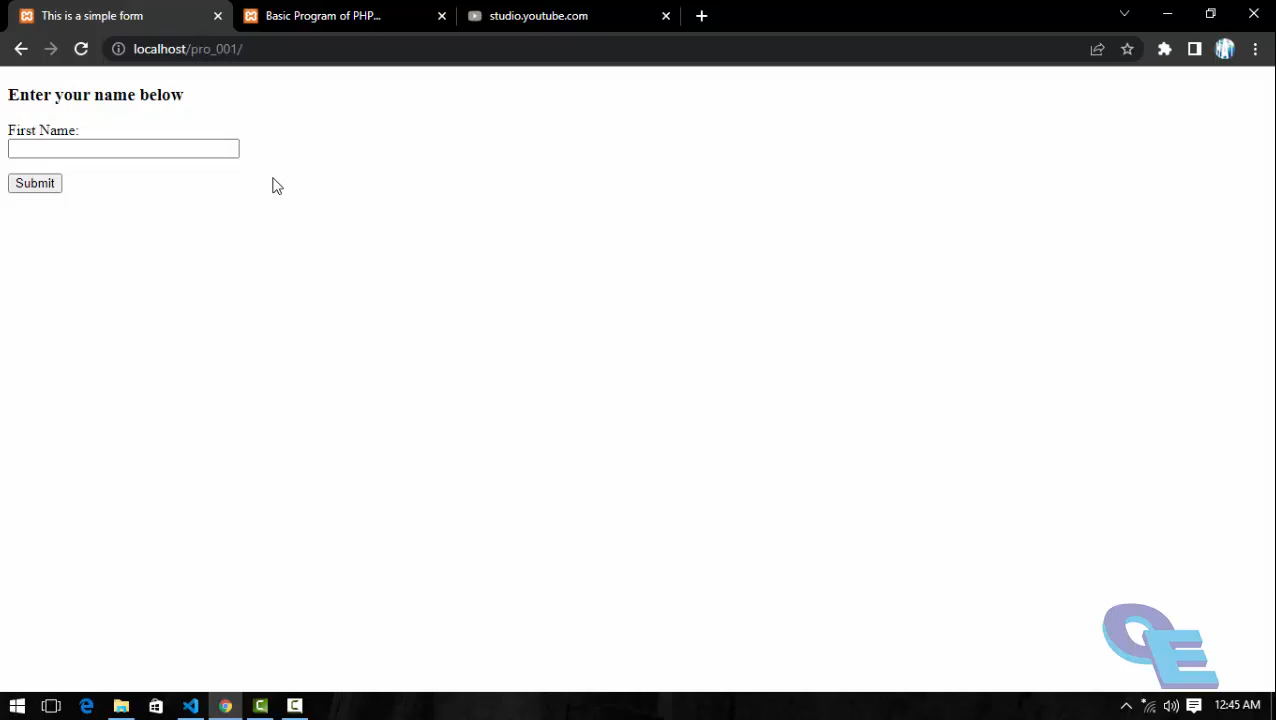 This is a simple form
Basic Program of PHP...
studio.youtube.com
localhost/pro_001/
Enter your name below
First Name:
Submit
OE
12:45 AM